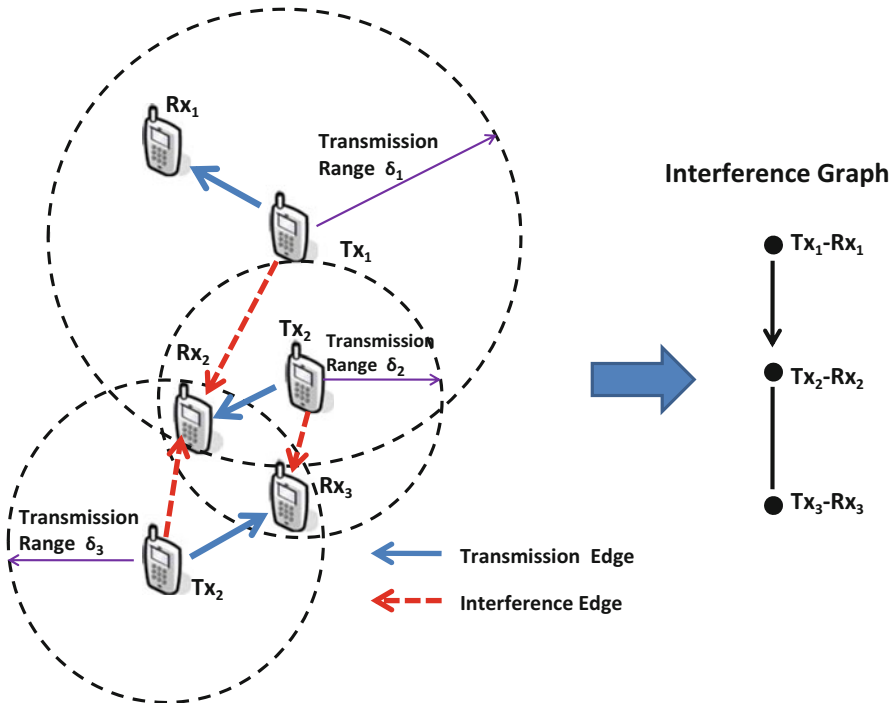 Rx₁
Transmission
Range δ₁
Tx₁
Tx₂
Rx₂
Transmission
Range δ₂
Rx₃
Transmission
Range δ₃
Tx₂
Transmission Edge
Interference Edge
Interference Graph
Tx₁-Rx₁
Tx₂-Rx₂
Tx₃-Rx₃